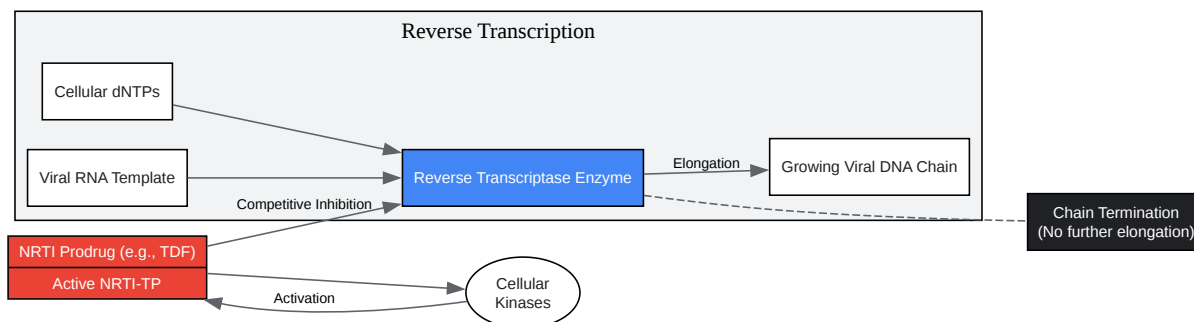 Reverse Transcription
Cellular dNTPs
Viral RNA Template
Reverse Transcriptase Enzyme
Elongation
Growing Viral DNA Chain
Competitive Inhibition
Chain Termination
(No further elongation)
NRTI Prodrug (e.g., TDF)
Active NRTI-TP
Activation
Cellular
Kinases